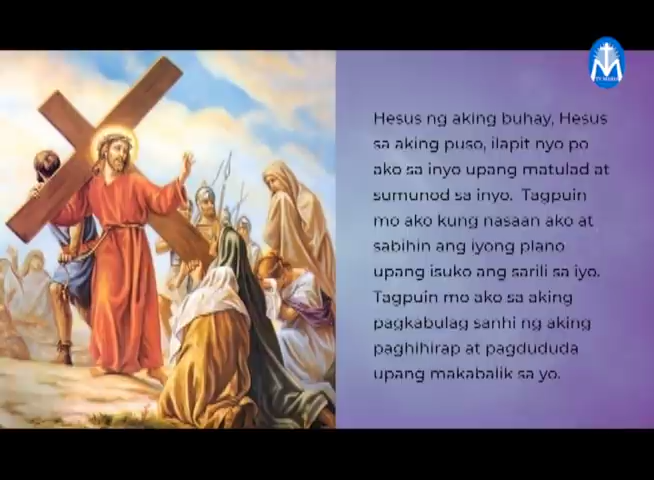 TV MARIA
Hesus ng aking buhay, Hesus
sa aking puso, ilapit nyo po
ako sa inyo upang matulad at
sumunod sa inyo. Tagpuin
mo ako kung nasaan ako at
sabihin ang iyong plano
upang isuko ang sarili sa iyo.
Tagpuin mo ako sa aking
pagkabulag sanhi ng aking
paghihirap at pagdududa
upang makabalik sa yo.